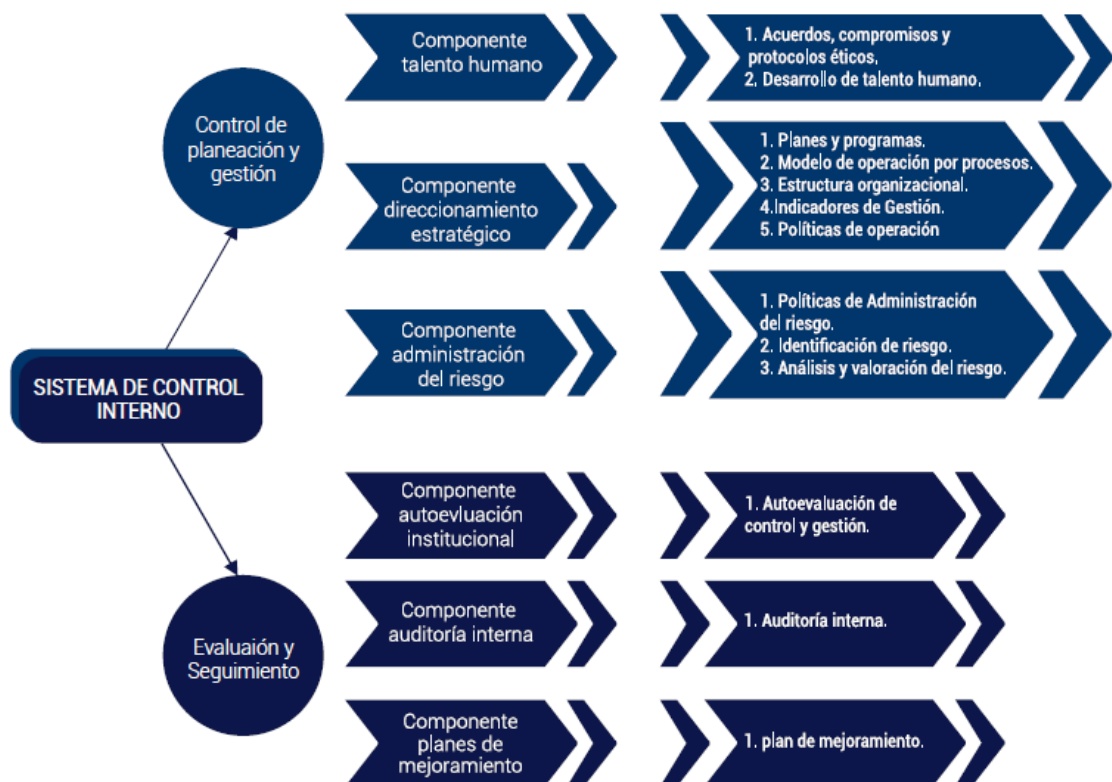 Componente
talento humano
1. Acuerdos, compromisos y
protocolos éticos.
2. Desarrollo de talento humano.
Control de
planeación y
gestión
Componente
direccionamiento
estratégico
1. Planes y programas.
2. Modelo de operación por procesos.
3. Estructura organizacional.
4.Indicadores de Gestión.
5. Políticas de operación
Componente
administración
del riesgo
1. Políticas de Administración
del riesgo.
2. Identificación de riesgo.
3. Análisis y valoración del riesgo.
SISTEMA DE CONTROL
INTERNO
Componente
autoevluación
institucional
1. Autoevaluación de
control y gestión.
Evaluaión y
Seguimiento
Componente
auditoría interna
1. Auditoría interna.
Componente
planes de
mejoramiento
1. plan de mejoramiento.